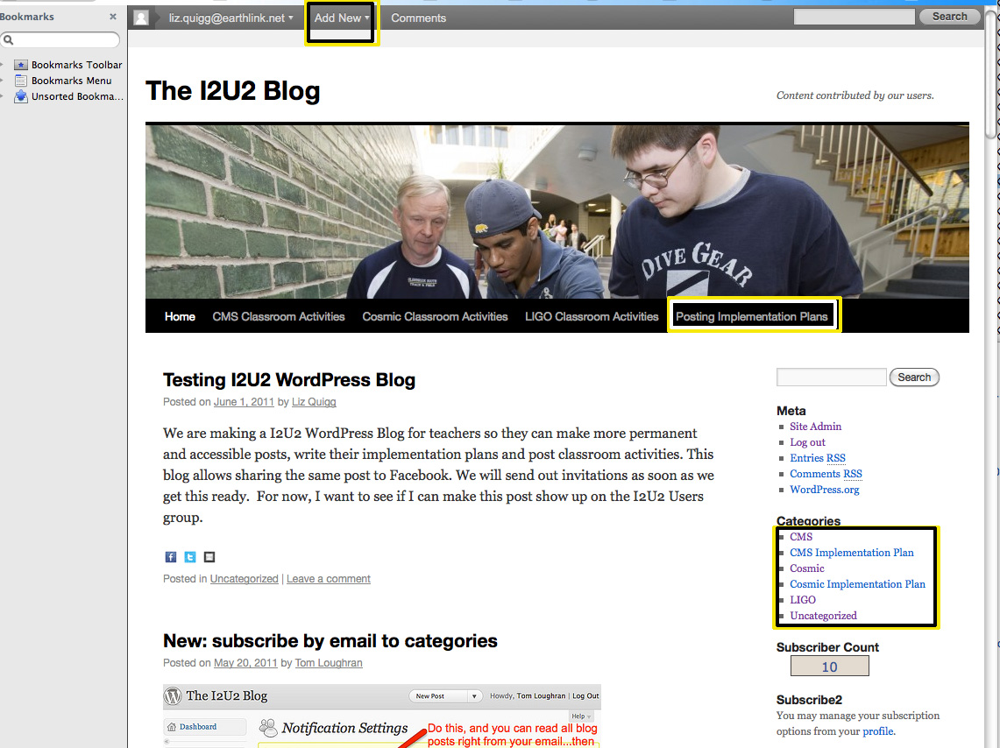 Bookmarks
liz.quigg@earthlink.net
Add New
Comments
Search
Bookmarks Toolbar
Bookmarks Menu
Unsorted Bookma...
The I2U2 Blog
Content contributed by our users.
DIVE GEAR
Home
CMS Classroom Activities
Cosmic Classroom Activities
LIGO Classroom Activities
Posting Implementation Plans
Testing I2U2 WordPress Blog
Posted on June 1, 2011 by Liz Quigg
We are making a I2U2 WordPress Blog for teachers so they can make more permanent
and accessible posts, write their implementation plans and post classroom activities. This
blog allows sharing the same post to Facebook. We will send out invitations as soon as we
get this ready. For now, I want to see if I can make this post show up on the I2U2 Users
group.
Posted in Uncategorized | Leave a comment
New: subscribe by email to categories
Posted on May 20, 2011 by Tom Loughran
The I2U2 Blog
New Post
Howdy, Tom Loughran | Log Out
Help
Dashboard
Notification Settings
Do this, and you can read all blog
posts right from your email...then
Search
Meta
Site Admin
Log out
Entries RSS
Comments RSS
WordPress.org
Categories
CMS
CMS Implementation Plan
Cosmic
Cosmic Implementation Plan
LIGO
Uncategorized
Subscriber Count
10
Subscribe2
You may manage your subscription
options from your profile.